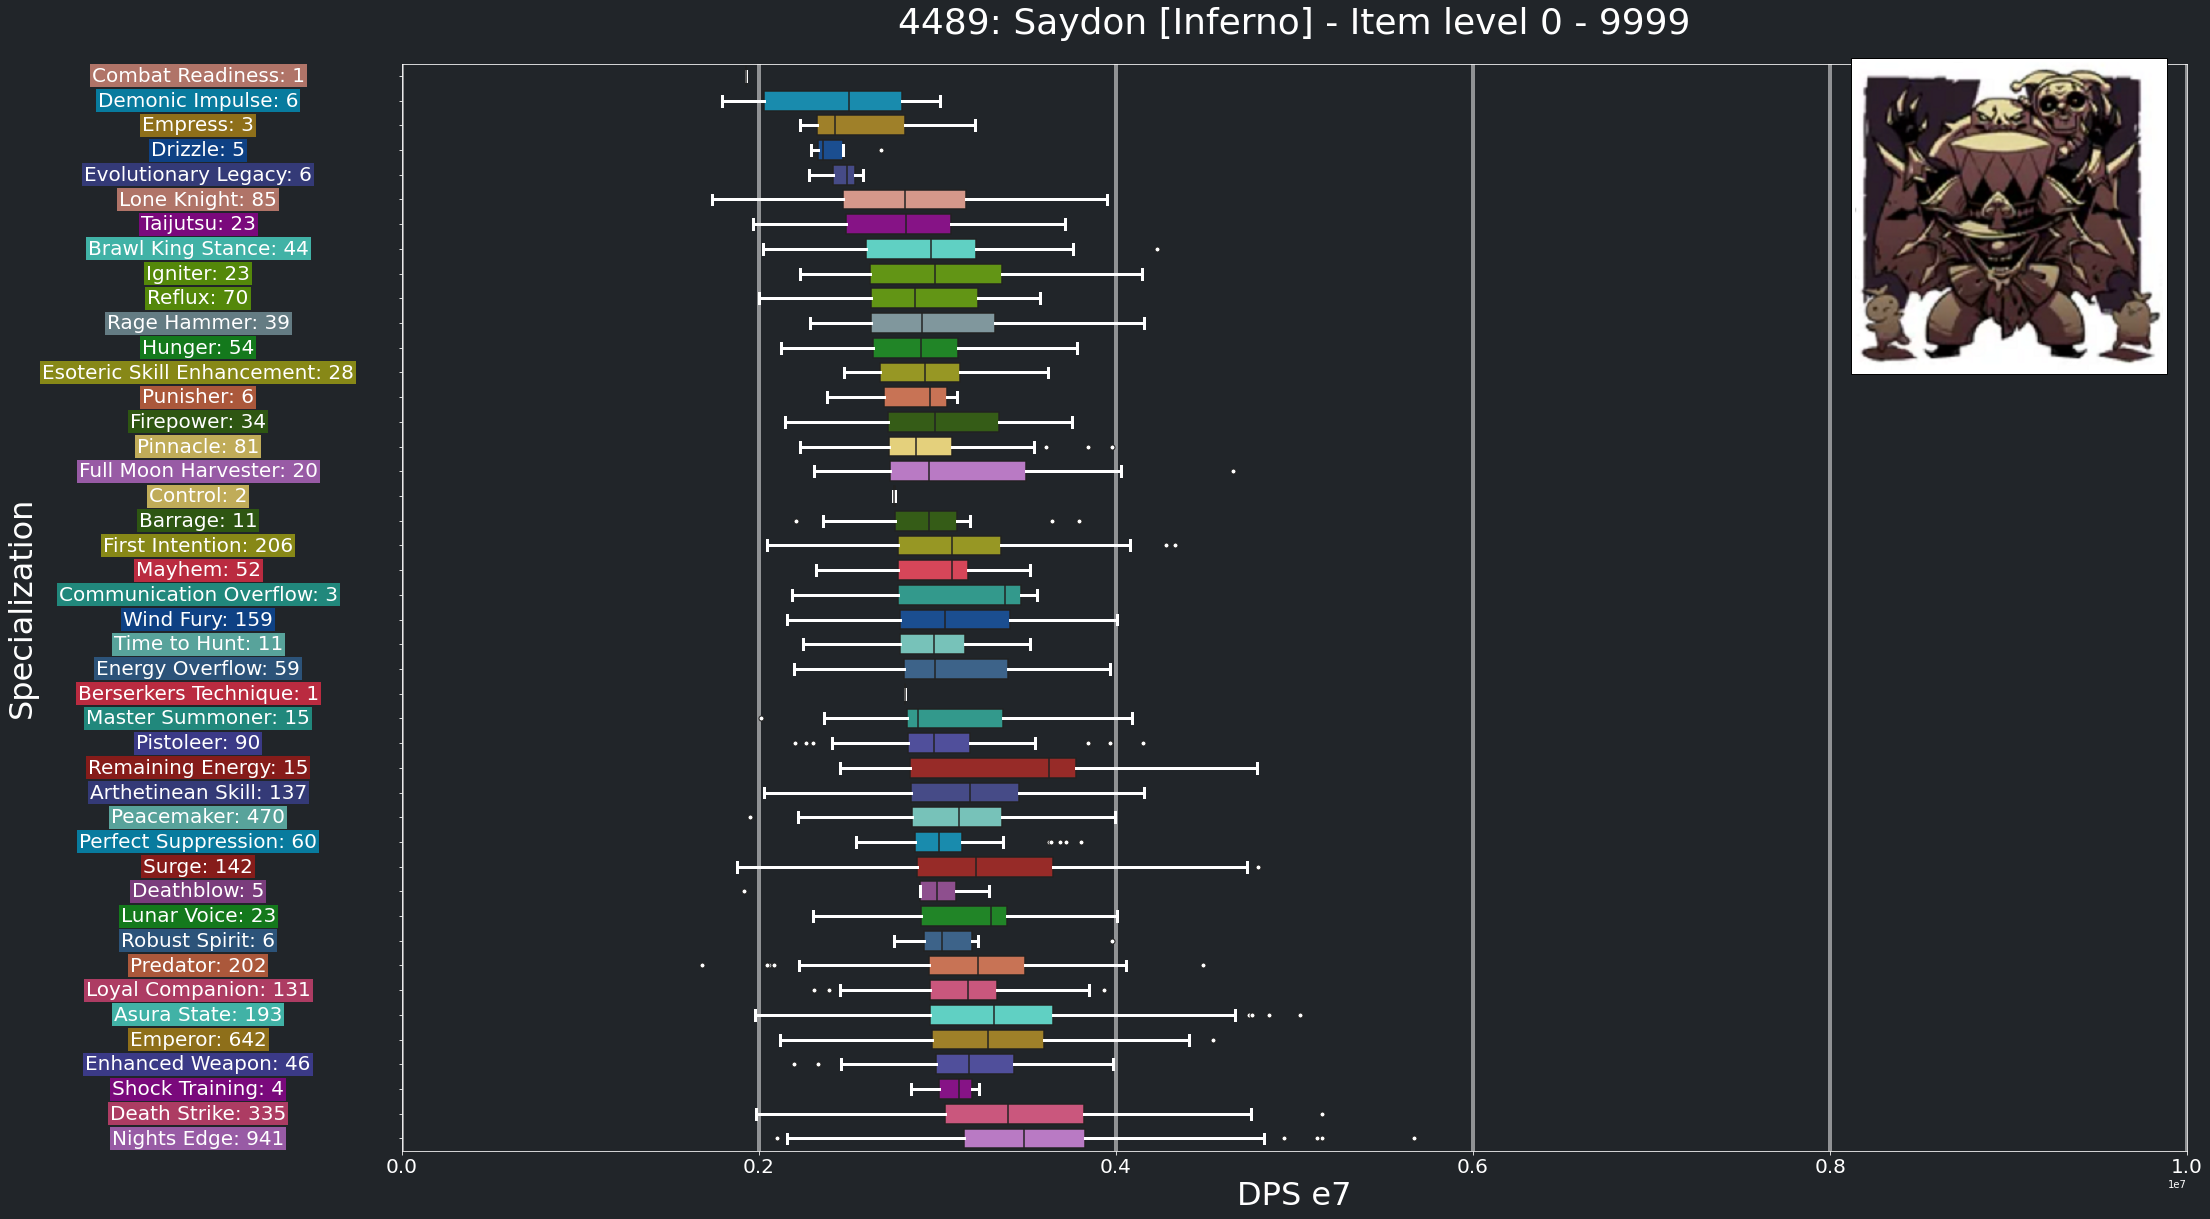 4489: Saydon [Inferno] - Item level 0 - 9999
Combat Readiness: 1
Demonic Impulse: 6
Empress: 3
Drizzle: 5
Evolutionary Legacy: 6
Lone Knight: 85
Taijutsu: 23
Brawl King Stance: 44
Igniter: 23
Reflux: 70
Rage Hammer: 39
Hunger: 54
Esoteric Skill Enhancement: 28
Punisher: 6
Firepower: 34
Pinnacle: 81
Full Moon Harvester: 20
Control: 2
Barrage: 11
First Intention: 206
Mayhem: 52
Communication Overflow: 3
Wind Fury: 159
Time to Hunt: 11
Energy Overflow: 59
Berserkers Technique: 1
Master Summoner: 15
Pistoleer: 90
Remaining Energy: 15
Arthetinean Skill: 137
Peacemaker: 470
Perfect Suppression: 60
Surge: 142
Deathblow: 5
Lunar Voice: 23
Robust Spirit: 6
Predator: 202
Loyal Companion: 131
Asura State: 193
Emperor: 642
Enhanced Weapon: 46
Shock Training: 4
Death Strike: 335
Nights Edge: 941
Specialization
0.0 0.2 0.4 0.6 0.8 1.0
1e7
DPS e7